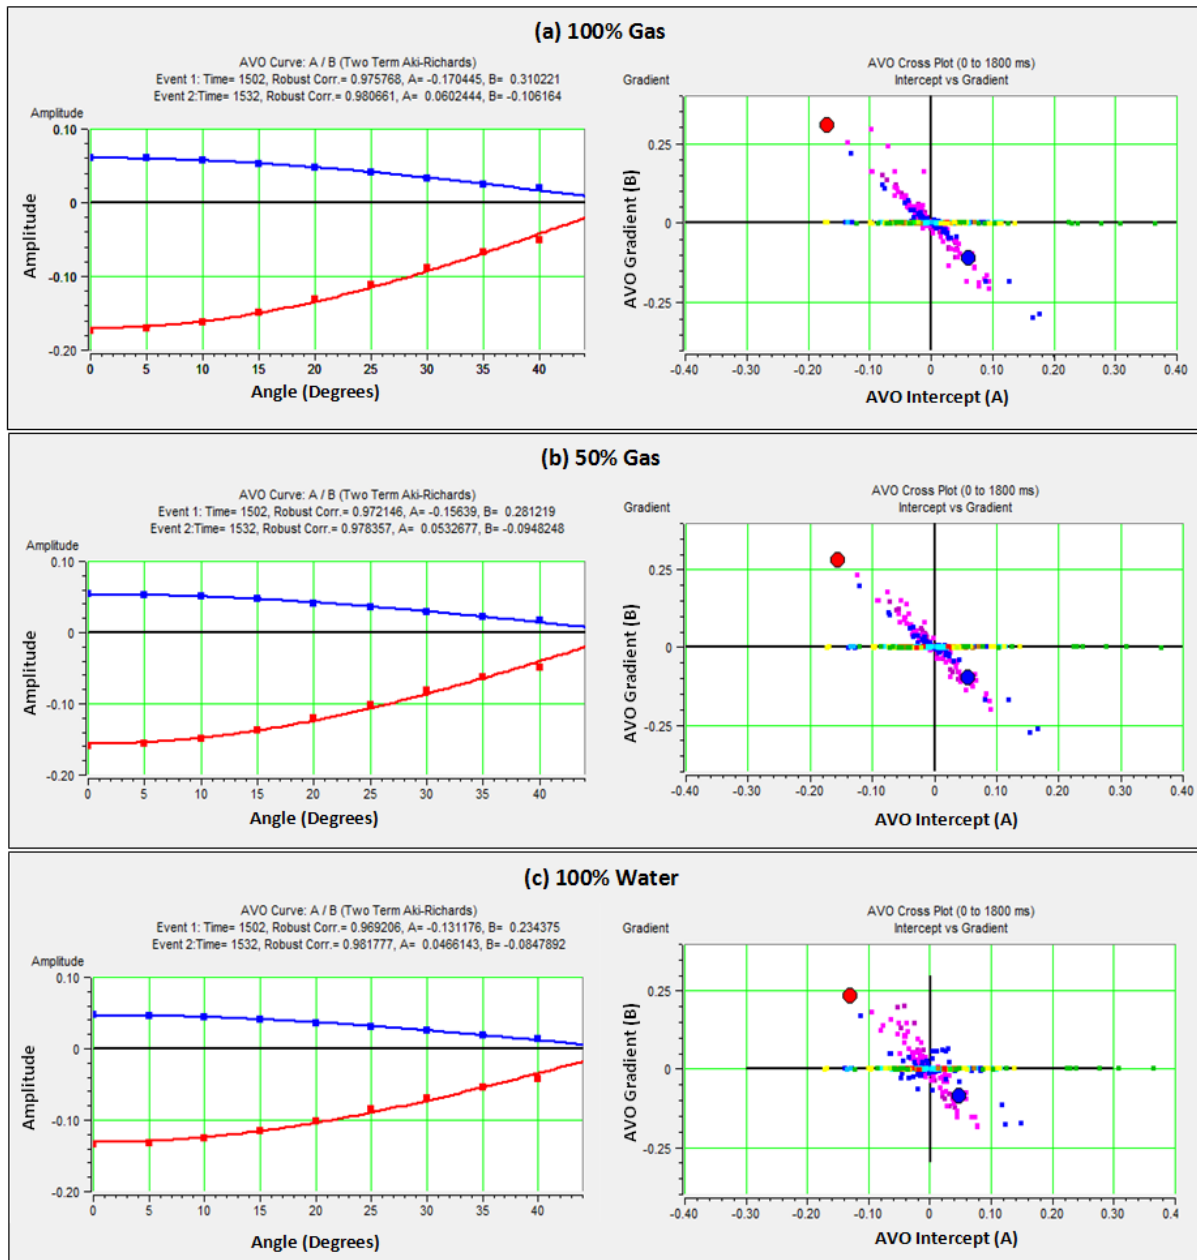 (a) 100% Gas
AVO Curve: A / B (Two Term Aki-Richards)
Event 1: Time= 1502, Robust Corr.= 0.975768, A= -0.170445, B= 0.310221
Event 2:Time= 1532, Robust Corr.= 0.980661, A= 0.0602444, B= -0.106164
Amplitude
0.10
0
-0.10
-0.20
Amplitude
0 5 10 15 20 25 30 35 40
Angle (Degrees)
AVO Cross Plot (0 to 1800 ms)
Intercept vs Gradient
Gradient
0.25
0
-0.25
AVO Gradient (B)
-0.40 -0.30 -0.20 -0.10 0 0.10 0.20 0.30 0.40
AVO Intercept (A)
(b) 50% Gas
AVO Curve: A / B (Two Term Aki-Richards)
Event 1: Time= 1502, Robust Corr.= 0.972146, A= -0.15639, B= 0.281219
Event 2:Time= 1532, Robust Corr.= 0.978357, A= 0.0532677, B= -0.0948248
Amplitude
0.10
0
-0.10
-0.20
Amplitude
0 5 10 15 20 25 30 35 40
Angle (Degrees)
AVO Cross Plot (0 to 1800 ms)
Intercept vs Gradient
Gradient
0.25
0
-0.25
AVO Gradient (B)
-0.40 -0.30 -0.20 -0.10 0 0.10 0.20 0.30 0.40
AVO Intercept (A)
(c) 100% Water
AVO Curve: A / B (Two Term Aki-Richards)
Event 1: Time= 1502, Robust Corr.= 0.969206, A= -0.131176, B= 0.234375
Event 2:Time= 1532, Robust Corr.= 0.981777, A= 0.0466143, B= -0.0847892
Amplitude
0.10
0
-0.10
-0.20
Amplitude
0 5 10 15 20 25 30 35 40
Angle (Degrees)
AVO Cross Plot (0 to 1800 ms)
Intercept vs Gradient
Gradient
0.25
0
-0.25
AVO Gradient (B)
-0.40 -0.30 -0.20 -0.10 0 0.10 0.20 0.30 0.40
AVO Intercept (A)